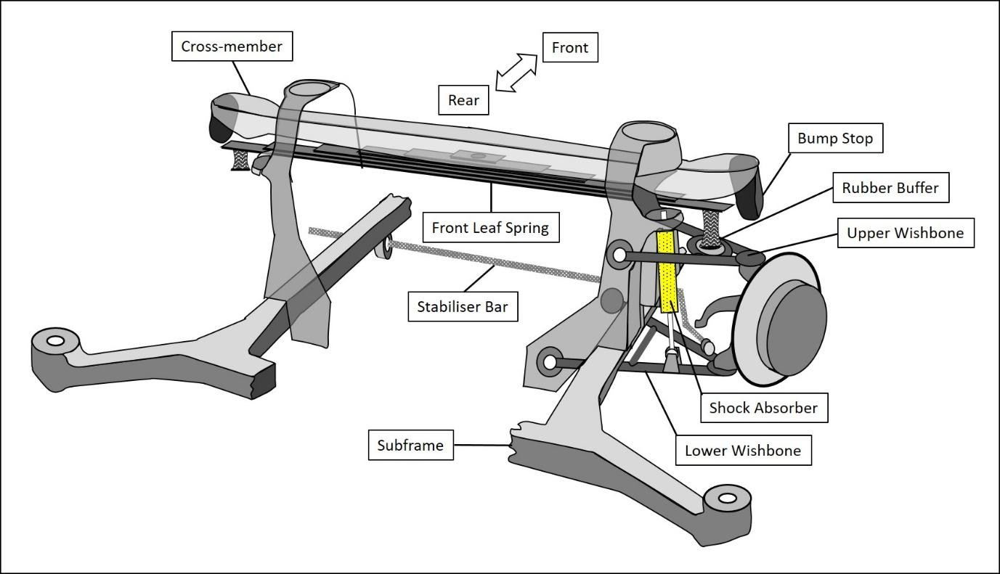 Cross-member
Front
Rear
Bump Stop
Rubber Buffer
Front Leaf Spring
Upper Wishbone
Stabiliser Bar
Shock Absorber
Subframe
Lower Wishbone